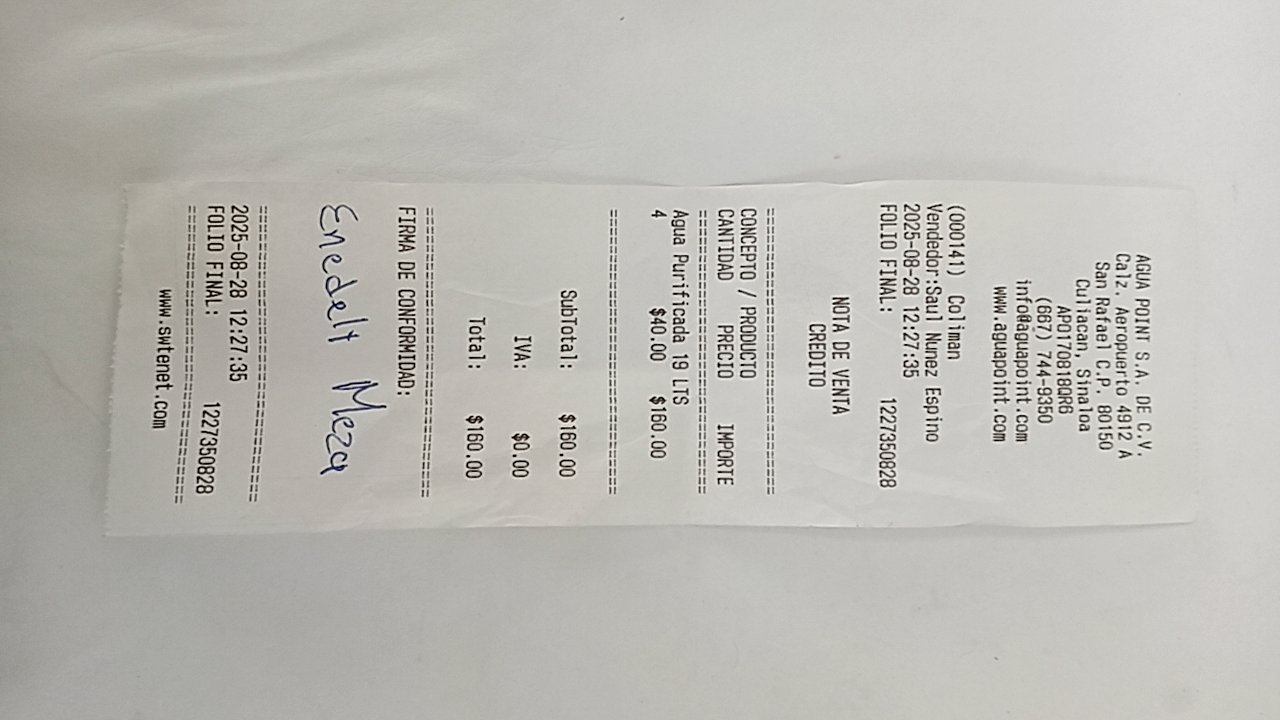 AGUA POINT S.A. DE C.V.
Calz. Aeropuerto 4912 A
San Rafael C.P. 80150
Culiacan, Sinaloa
APO170818QR6
(667) 744-9350
info@aguapoint.com
www.aguapoint.com
(000141) Coliman
Vendedor:Saul Nunez Espino
2025-08-28 12:27:35
FOLIO FINAL: 1227350828
NOTA DE VENTA
CREDITO
================================
CONCEPTO / PRODUCTO
CANTIDAD PRECIO IMPORTE
================================
Agua Purificada 19 LTS
4 $40.00 $160.00
================================
SubTotal: $160.00
IVA: $0.00
Total: $160.00
================================
FIRMA DE CONFORMIDAD:
Enedelt Meza
================================
2025-08-28 12:27:35
FOLIO FINAL: 1227350828
================================
www.swtenet.com